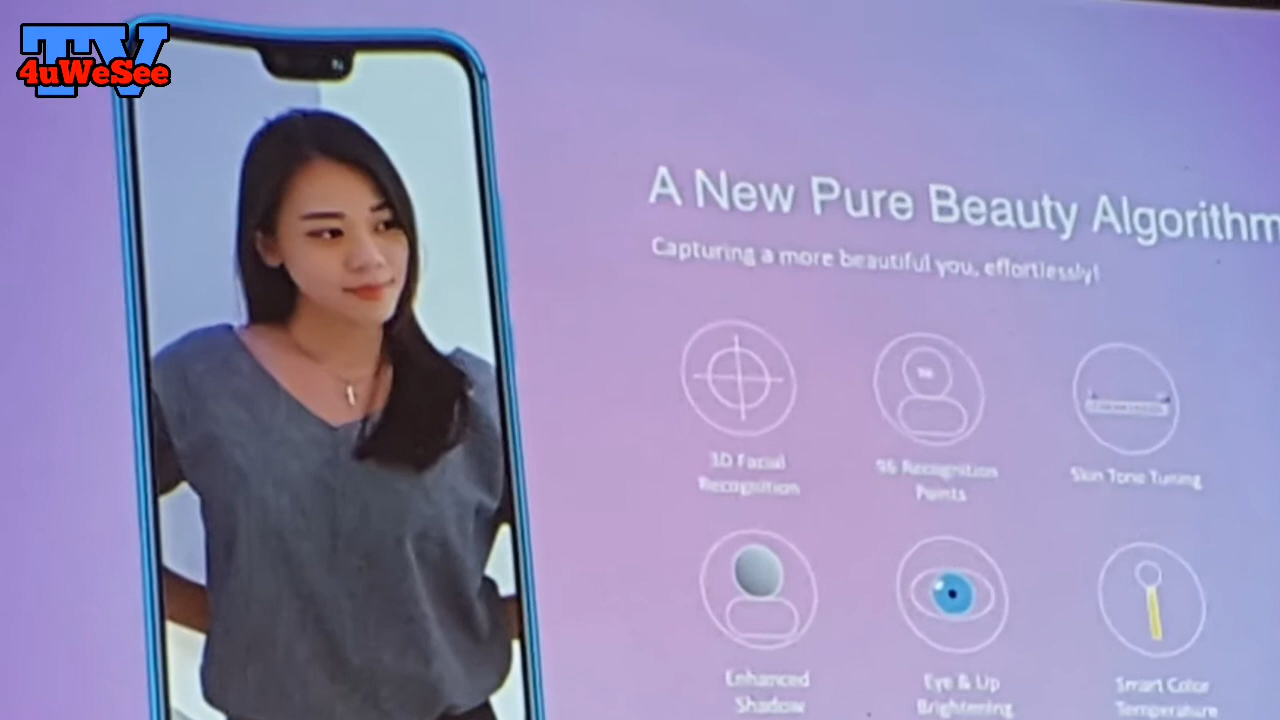 TV
4uWeSee
A New Pure Beauty Algorithm
Capturing a more beautiful you, effortlessly!
3D Facial
Recognition
96 Recognition
Points
Skin Tone Tuning
Enhanced
Shadow
Eye & Up
Brightening
Smart Color
Temperature